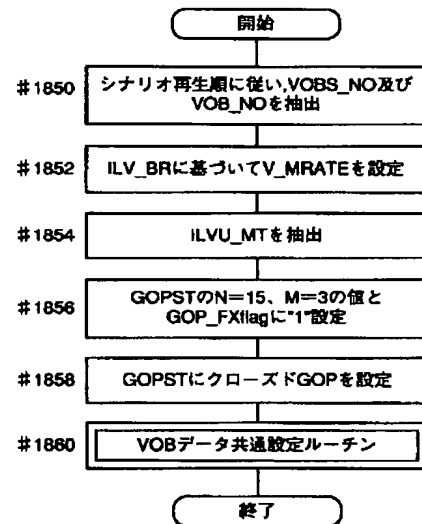 開始
#1850
シナリオ再生順に従い,VOBS_NO及び
VOB_NOを抽出
#1852
ILV_BRに基づいてV_MRATEを設定
#1854
ILVU_MTを抽出
#1856
GOPSTのN=15、M=3の値と
GOP_FXflagに"1"設定
#1858
GOPSTにクローズドGOPを設定
#1860
VOBデータ共通設定ルーチン
終了